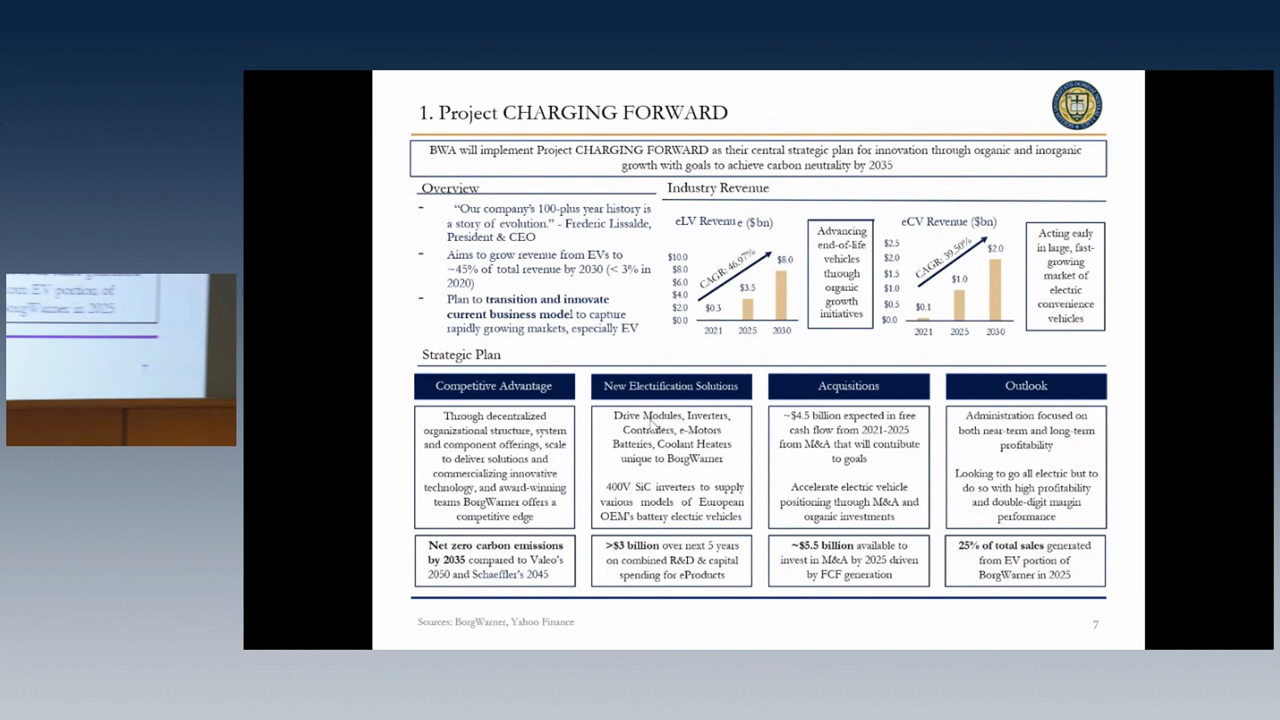 1. Project CHARGING FORWARD
BWA will implement Project CHARGING FORWARD as their central strategic plan for innovation through organic and inorganic
growth with goals to achieve carbon neutrality by 2035
Overview
- "Our company's 100-plus year history is
a story of evolution." - Frederic Lissalde,
President & CEO
- Aims to grow revenue from EVs to
~45% of total revenue by 2030 (< 3% in
2020)
- Plan to transition and innovate
current business model to capture
rapidly growing markets, especially EV
Industry Revenue
eLV Revenue ($bn)
$10.0
$8.0
$6.0
$4.0
$2.0
$0.0
CAGR: 46.97%
$0.3
$3.5
$8.0
2021 2025 2030
Advancing
end-of-life
vehicles
through
organic
growth
initiatives
eCV Revenue ($bn)
$2.5
$2.0
$1.5
$1.0
$0.5
$0.0
CAGR: 39.50%
$0.1
$1.0
$2.0
2021 2025 2030
Acting early
in large, fast-
growing
market of
electric
convenience
vehicles
Strategic Plan
Competitive Advantage
Through decentralized
organizational structure, system
and component offerings, scale
to deliver solutions and
commercializing innovative
technology, and award-winning
teams BorgWarner offers a
competitive edge
Net zero carbon emissions
by 2035 compared to Valeo's
2050 and Schaeffler's 2045
New Electrification Solutions
Drive Modules, Inverters,
Controllers, e-Motors
Batteries, Coolant Heaters
unique to BorgWarner
400V SiC inverters to supply
various models of European
OEM's battery electric vehicles
>$3 billion over next 5 years
on combined R&D & capital
spending for eProducts
Acquisitions
~$4.5 billion expected in free
cash flow from 2021-2025
from M&A that will contribute
to goals
Accelerate electric vehicle
positioning through M&A and
organic investments
~$5.5 billion available to
invest in M&A by 2025 driven
by FCF generation
Outlook
Administration focused on
both near-term and long-term
profitability
Looking to go all electric but to
do so with high profitability
and double-digit margin
performance
25% of total sales generated
from EV portion of
BorgWarner in 2025
Sources: BorgWarner, Yahoo Finance
7
from EV portion of
BorgWarner in 2025